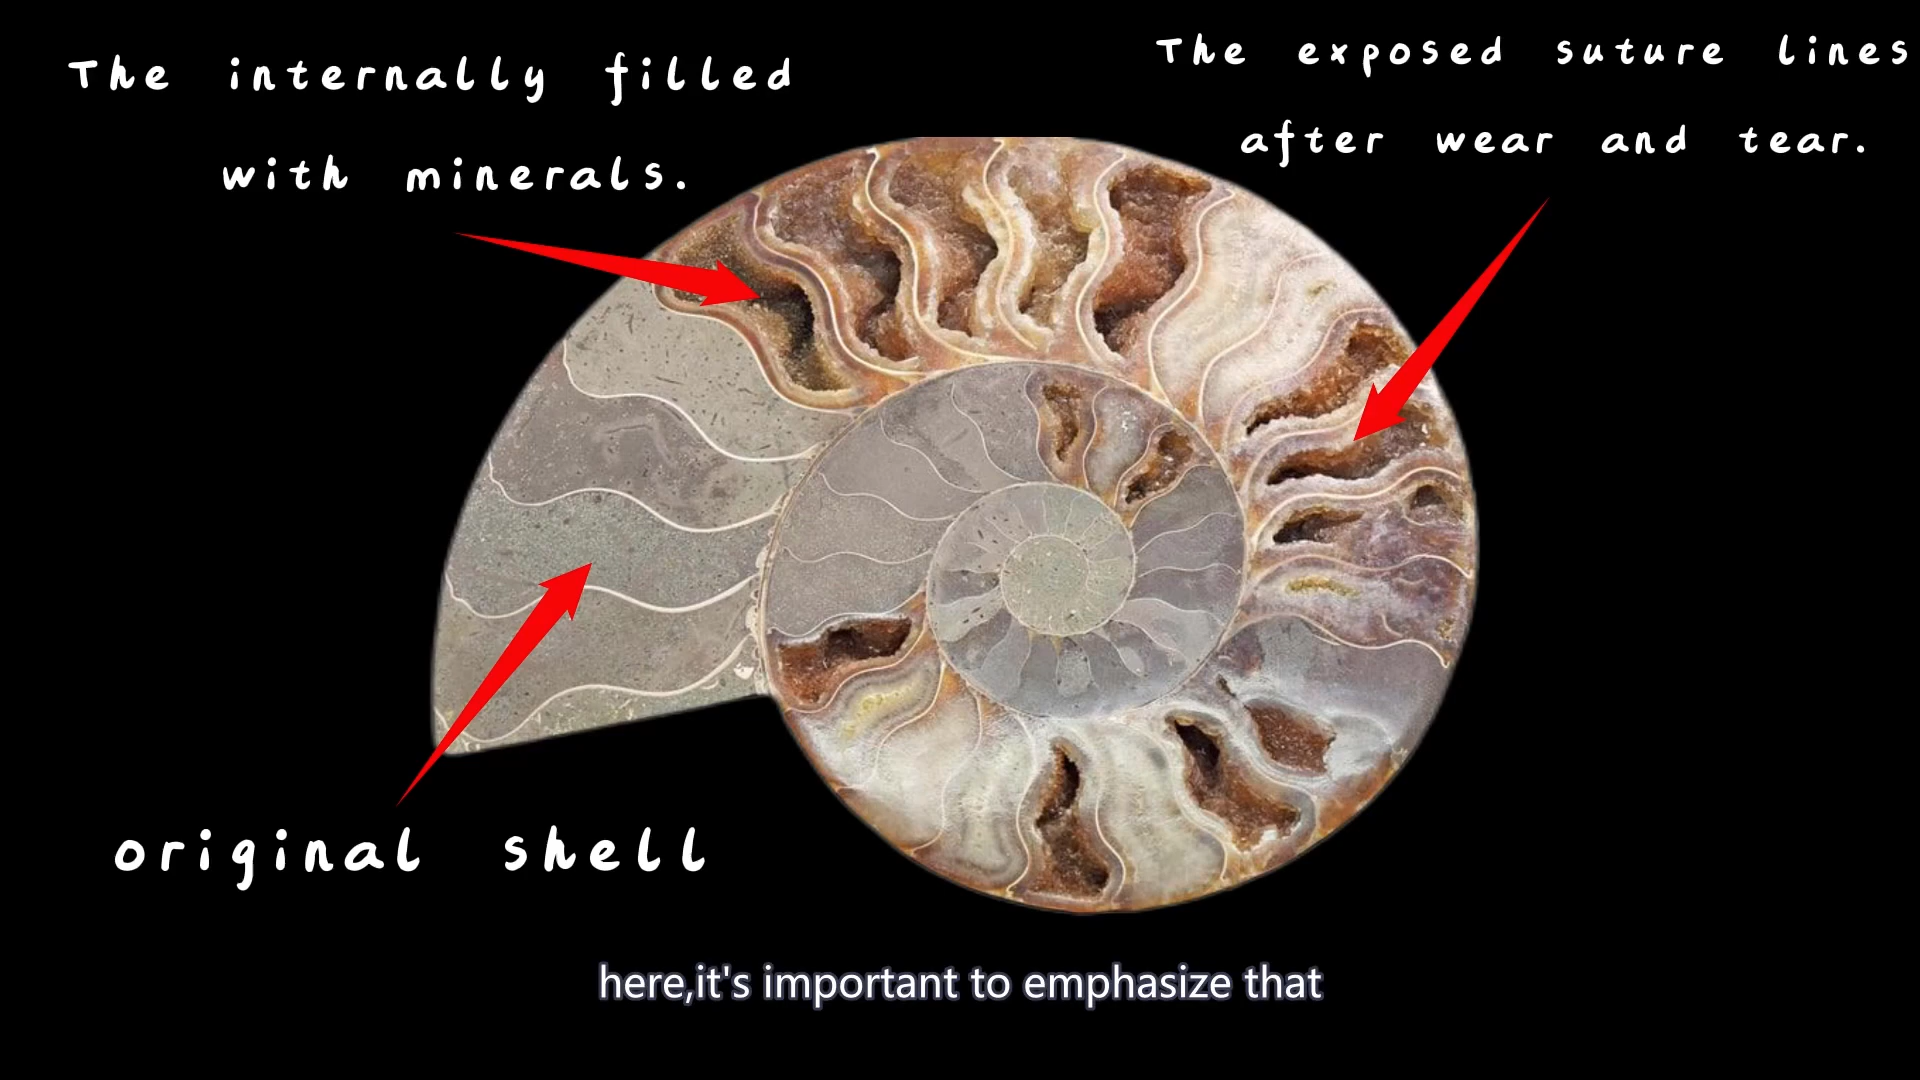 The internally filled
with minerals.
The exposed suture lines
after wear and tear.
original shell
here,it's important to emphasize that